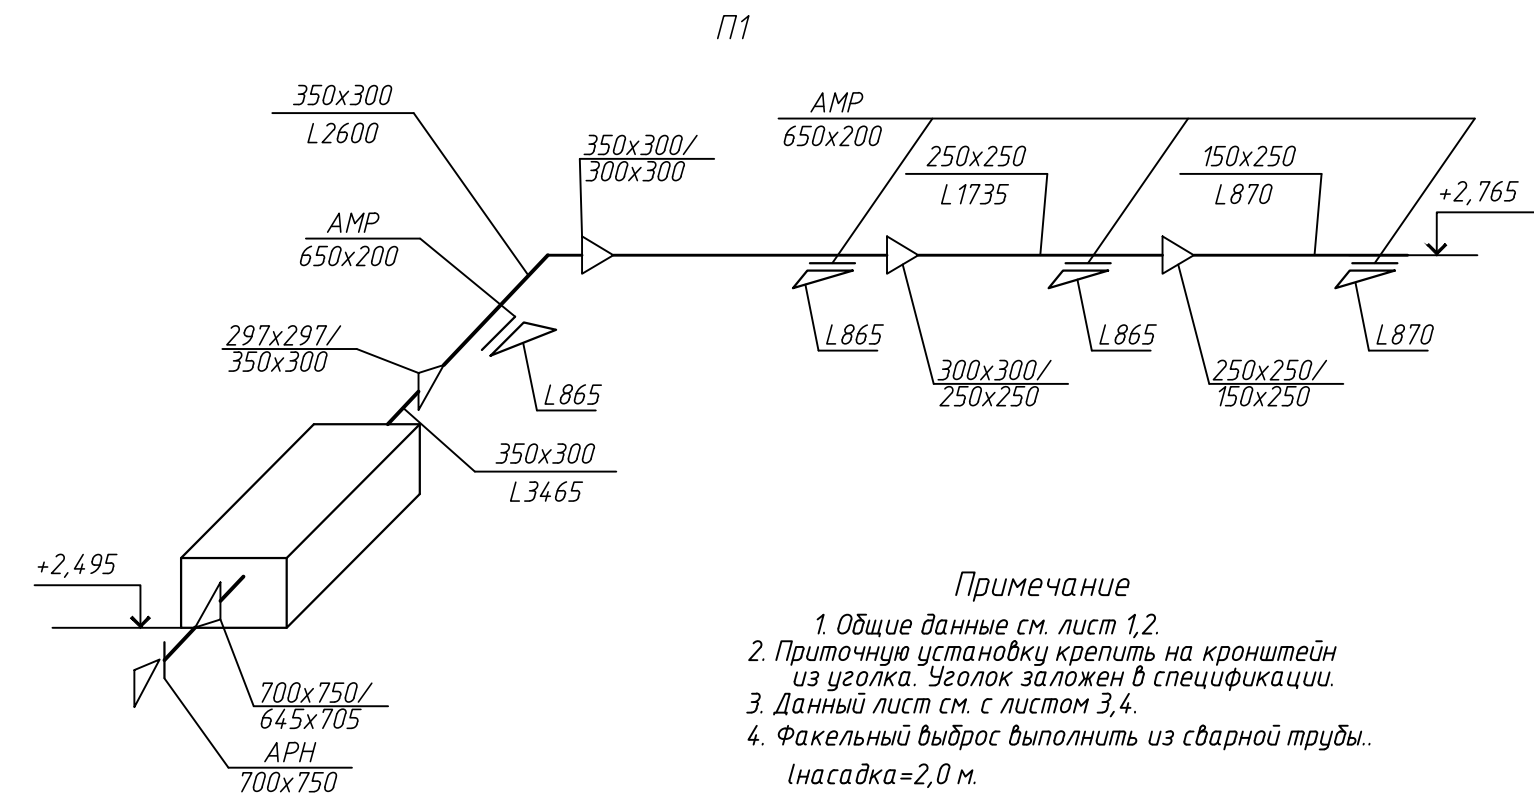 П1
350x300
L2600
АМР
650x200
350x300/
300x300
250x250
L1735
150x250
L870
+2,765
АМР
650x200
297x297/
350x300
L865
L865
L865
L870
300x300/
250x250
250x250/
150x250
350x300
L3465
+2,495
700x750/
645x705
АРН
700x750
Примечание
1. Общие данные см. лист 1,2.
2. Приточную установку крепить на кронштейн
из уголка. Уголок заложен в спецификации.
3. Данный лист см. с листом 3,4.
4. Факельный выброс выполнить из сварной трубы..
lнасадка=2,0 м.